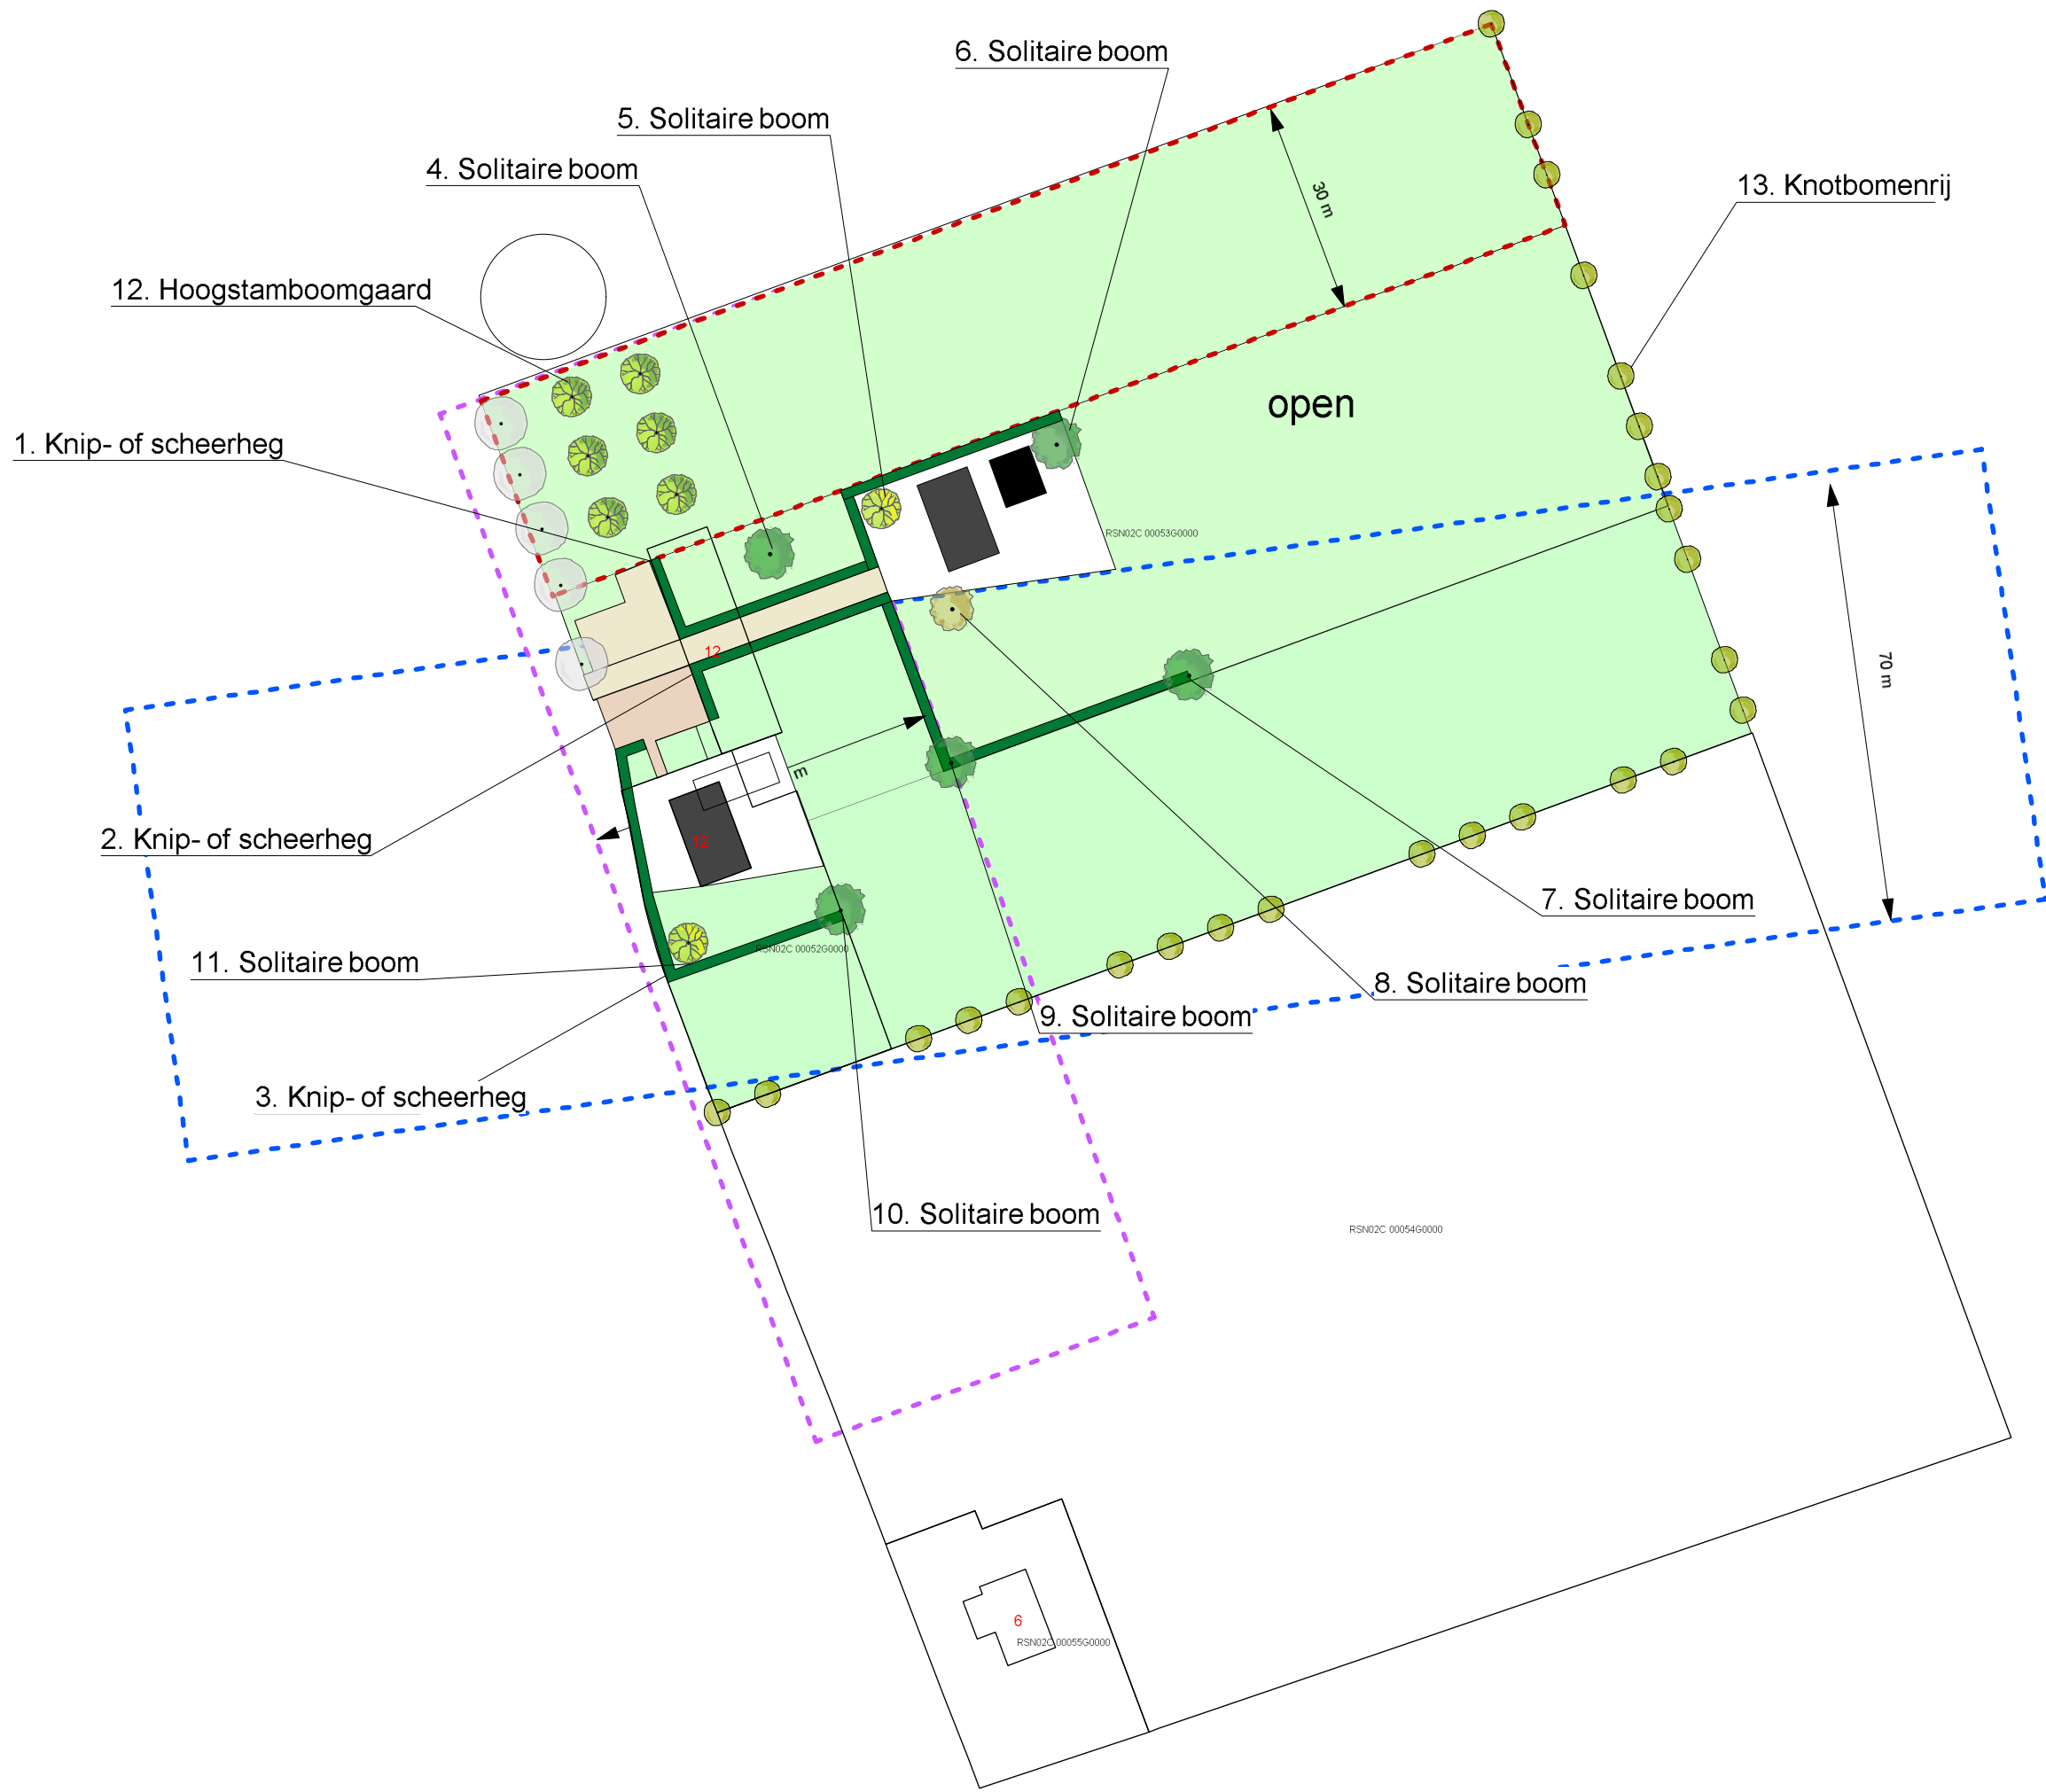 6. Solitaire boom
5. Solitaire boom
4. Solitaire boom
13. Knotbomenrij
30 m
12. Hoogstamboomgaard
open
1. Knip- of scheerheg
RSN02C 00053G0000
12
70 m
m
2. Knip- of scheerheg
12
7. Solitaire boom
RSN02C 00052G0000
11. Solitaire boom
8. Solitaire boom
9. Solitaire boom
3. Knip- of scheerheg
10. Solitaire boom
RSN02C 00054G0000
6
RSN02C 00055G0000